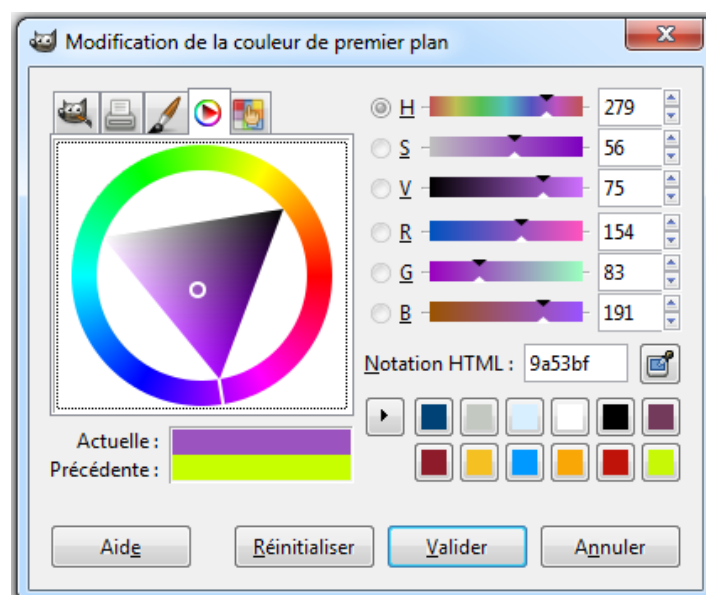 Modification de la couleur de premier plan
H 279
S 56
V 75
R 154
G 83
B 191
Notation HTML : 9a53bf
Actuelle :
Précédente :
Aide Réinitialiser Valider Annuler